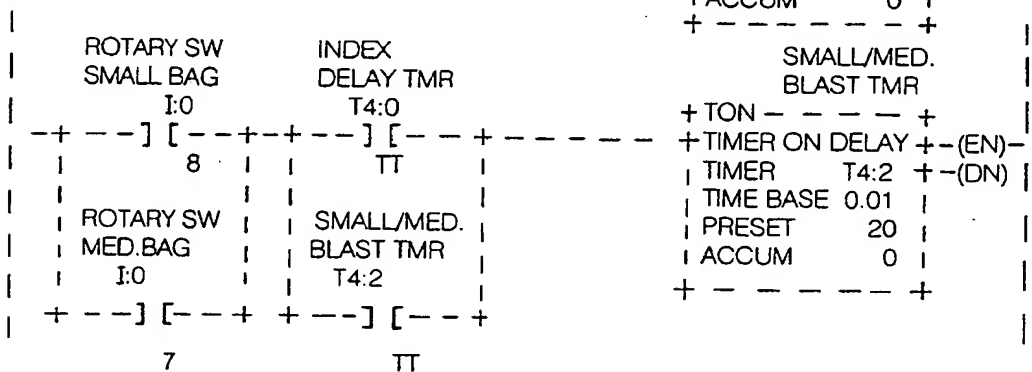 ACCUM 0
ROTARY SW
SMALL BAG
I:0
8
INDEX
DELAY TMR
T4:0
TT
SMALL/MED.
BLAST TMR
TON
TIMER ON DELAY (EN)
TIMER T4:2 (DN)
TIME BASE 0.01
PRESET 20
ACCUM 0
ROTARY SW
MED.BAG
I:0
7
SMALL/MED.
BLAST TMR
T4:2
TT